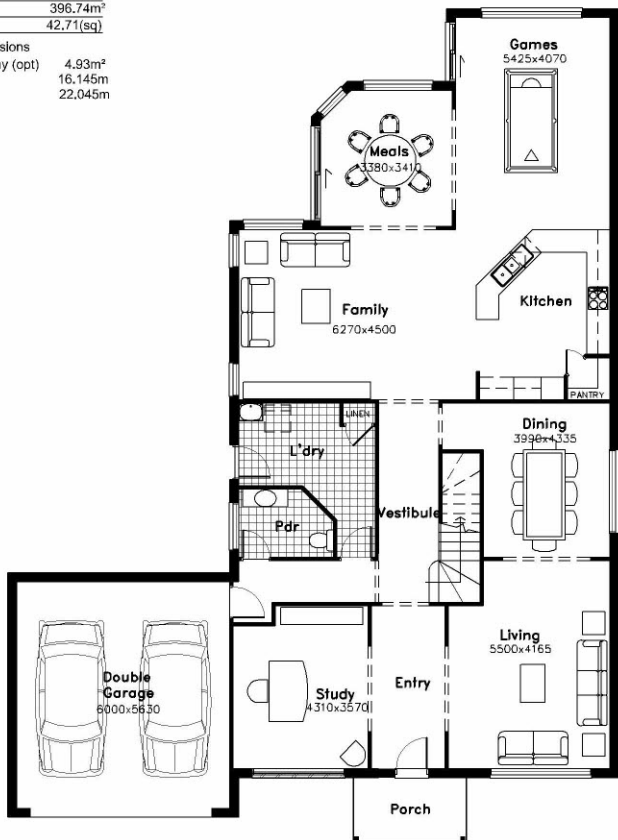 396.74m²
42.71(sq)
sions
y (opt) 4.93m²
16.145m
22.045m
Games
5425x4070
Meals
3380x3410
Family
6270x4500
Kitchen
PANTRY
LINEN
L'dry
Dining
3990x4335
Vestibule
Pdr
Living
5500x4165
Double
Garage
6000x5630
Study
4310x3570
Entry
Porch